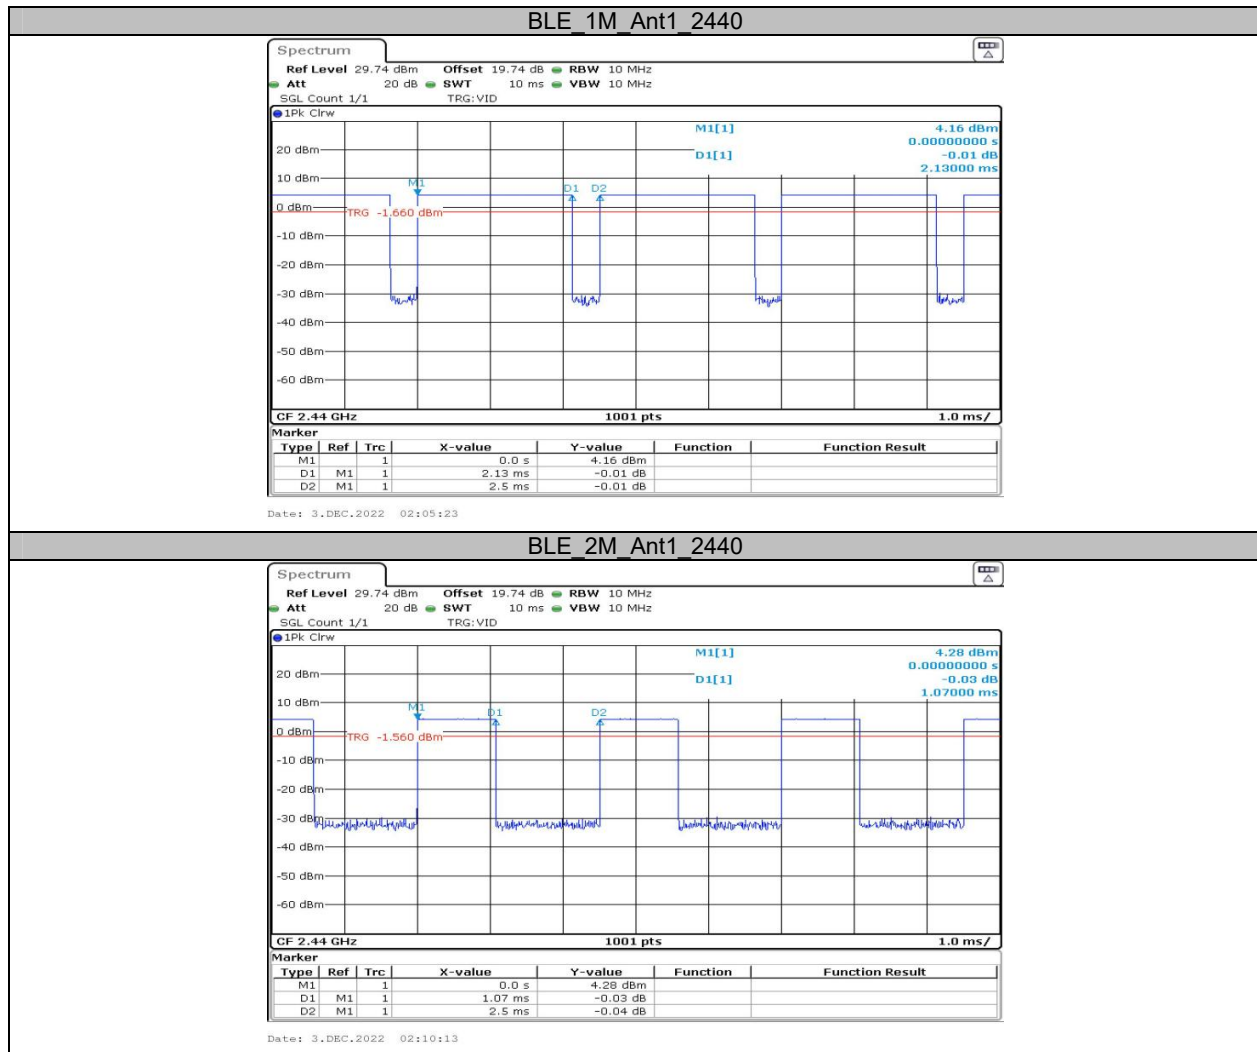 BLE_1M_Ant1_2440
Spectrum
Ref Level 29.74 dBm Offset 19.74 dB RBW 10 MHz
Att 20 dB SWT 10 ms VBW 10 MHz
SGL Count 1/1 TRG:VID
1Pk Clrw
M1[1] 4.16 dBm
0.00000000 s
20 dBm
D1[1] -0.01 dB
2.13000 ms
10 dBm
M1
D1 D2
0 dBm
TRG -1.660 dBm
-10 dBm
-20 dBm
-30 dBm
-40 dBm
-50 dBm
-60 dBm
CF 2.44 GHz 1001 pts 1.0 ms/
Marker
Type Ref Trc X-value Y-value Function Function Result
M1 1 0.0 s 4.16 dBm
D1 M1 1 2.13 ms -0.01 dB
D2 M1 1 2.5 ms -0.01 dB
Date: 3.DEC.2022 02:05:23
BLE_2M_Ant1_2440
Spectrum
Ref Level 29.74 dBm Offset 19.74 dB RBW 10 MHz
Att 20 dB SWT 10 ms VBW 10 MHz
SGL Count 1/1 TRG:VID
1Pk Clrw
M1[1] 4.28 dBm
0.00000000 s
20 dBm
D1[1] -0.03 dB
1.07000 ms
10 dBm
M1 D1 D2
0 dBm
TRG -1.560 dBm
-10 dBm
-20 dBm
-30 dBm
-40 dBm
-50 dBm
-60 dBm
CF 2.44 GHz 1001 pts 1.0 ms/
Marker
Type Ref Trc X-value Y-value Function Function Result
M1 1 0.0 s 4.28 dBm
D1 M1 1 1.07 ms -0.03 dB
D2 M1 1 2.5 ms -0.04 dB
Date: 3.DEC.2022 02:10:13